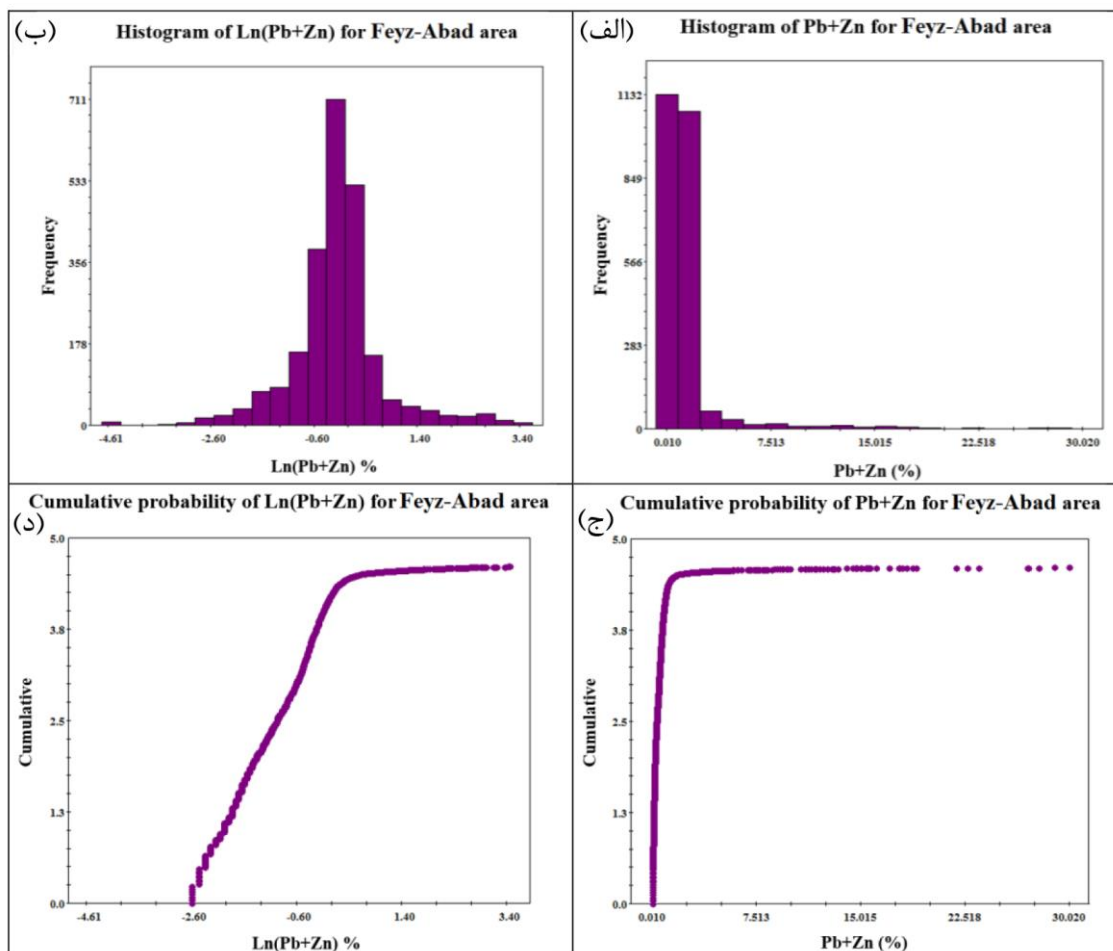 (ب)
Histogram of Ln(Pb+Zn) for Feyz-Abad area
711
533
356
178
0
Frequency
-4.61 -2.60 -0.60 1.40 3.40
Ln(Pb+Zn) %
(الف)
Histogram of Pb+Zn for Feyz-Abad area
1132
849
566
283
0
Frequency
0.010 7.513 15.015 22.518 30.020
Pb+Zn (%)
Cumulative probability of Ln(Pb+Zn) for Feyz-Abad area
(د)
5.0
3.8
2.5
1.3
0.0
Cumulative
-4.61 -2.60 -0.60 1.40 3.40
Ln(Pb+Zn) %
Cumulative probability of Pb+Zn for Feyz-Abad area
(ج)
5.0
3.8
2.5
1.3
0.0
Cumulative
0.010 7.513 15.015 22.518 30.020
Pb+Zn (%)